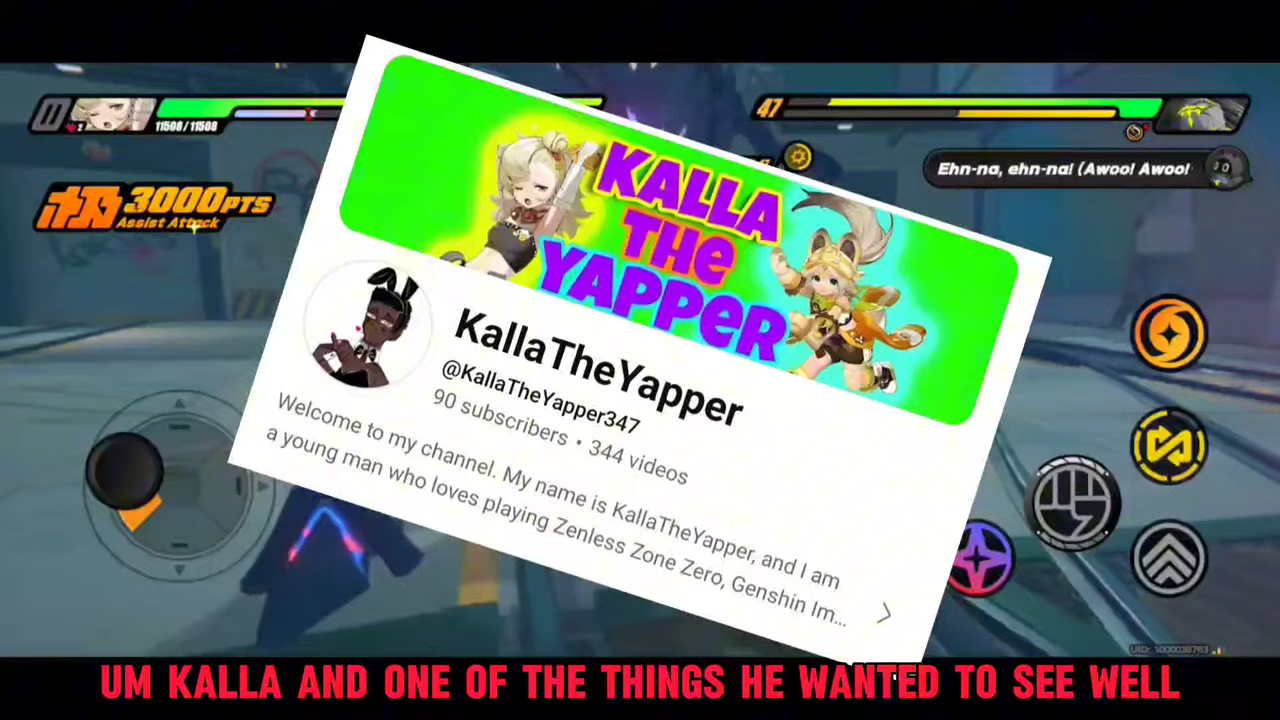 11508/11508
47
3000PTS
Assist Attack
Ehn-na, ehn-na! (Awoo! Awoo!
KALLA
THE
YAPPER
KallaTheYapper
@KallaTheYapper347
90 subscribers • 344 videos
Welcome to my channel. My name is KallaTheYapper, and I am
a young man who loves playing Zenless Zone Zero, Genshin Im...
UM KALLA AND ONE OF THE THINGS HE WANTED TO SEE WELL